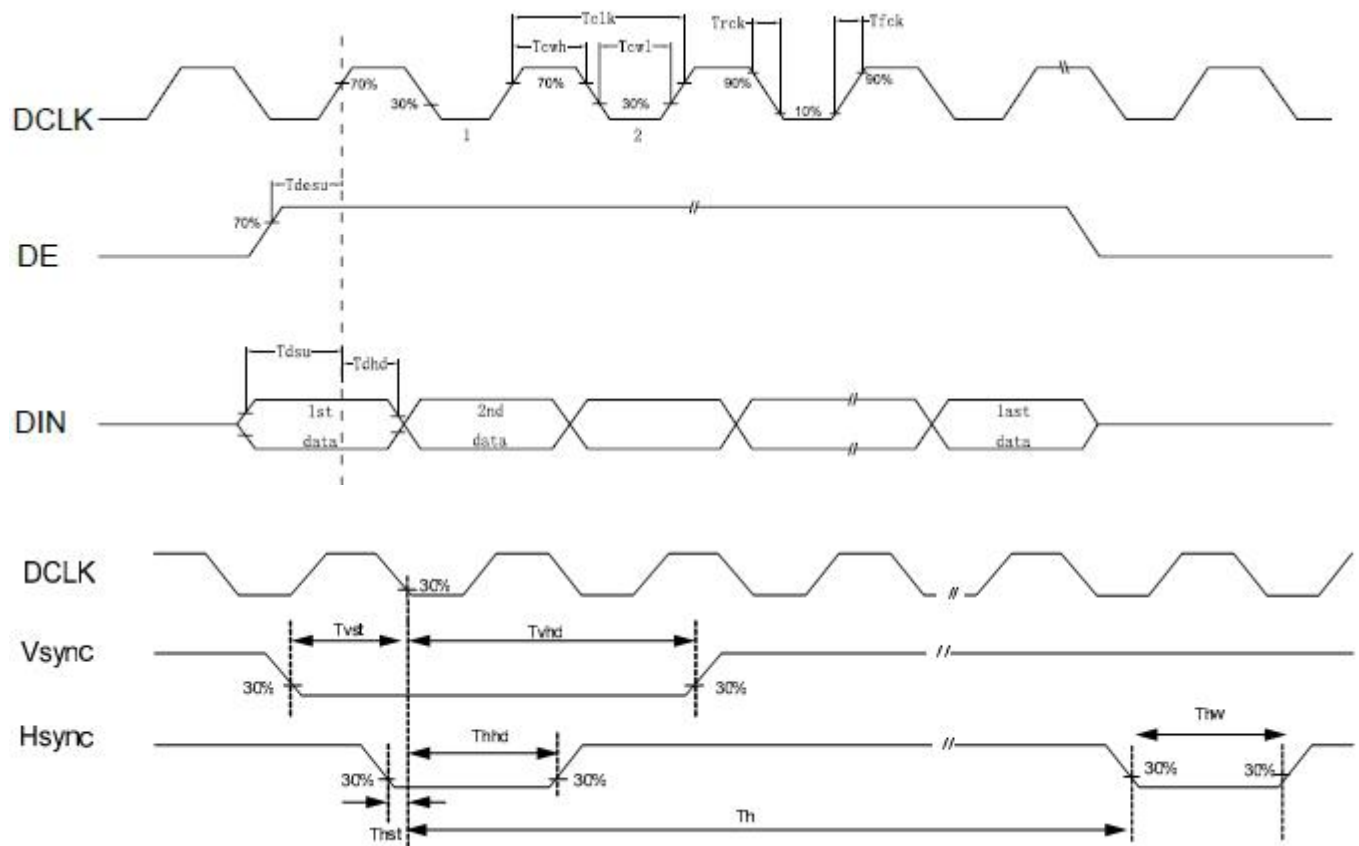 Tclk Trck Tfck
Tcwh Tcwl
70% 70% 30% 90% 90%
30% 10%
DCLK
1 2
Tdesu
70%
DE
Tdsu Tdhd
DIN
1st 2nd last
data data data
DCLK
30%
Tvst Tvhd
Vsync
30% 30%
Hsync
Thhd Thw
30% 30% 30% 30%
Thst Th